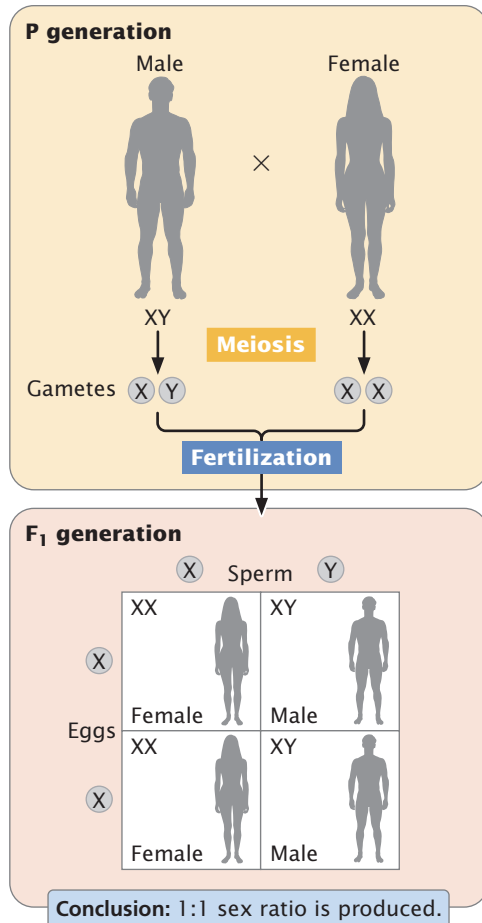 P generation
Male Female
×
XY XX
Meiosis
Gametes X Y X X
Fertilization
F₁ generation
X Sperm Y
XX XY
X
Female Male
Eggs
XX XY
X
Female Male
Conclusion: 1:1 sex ratio is produced.